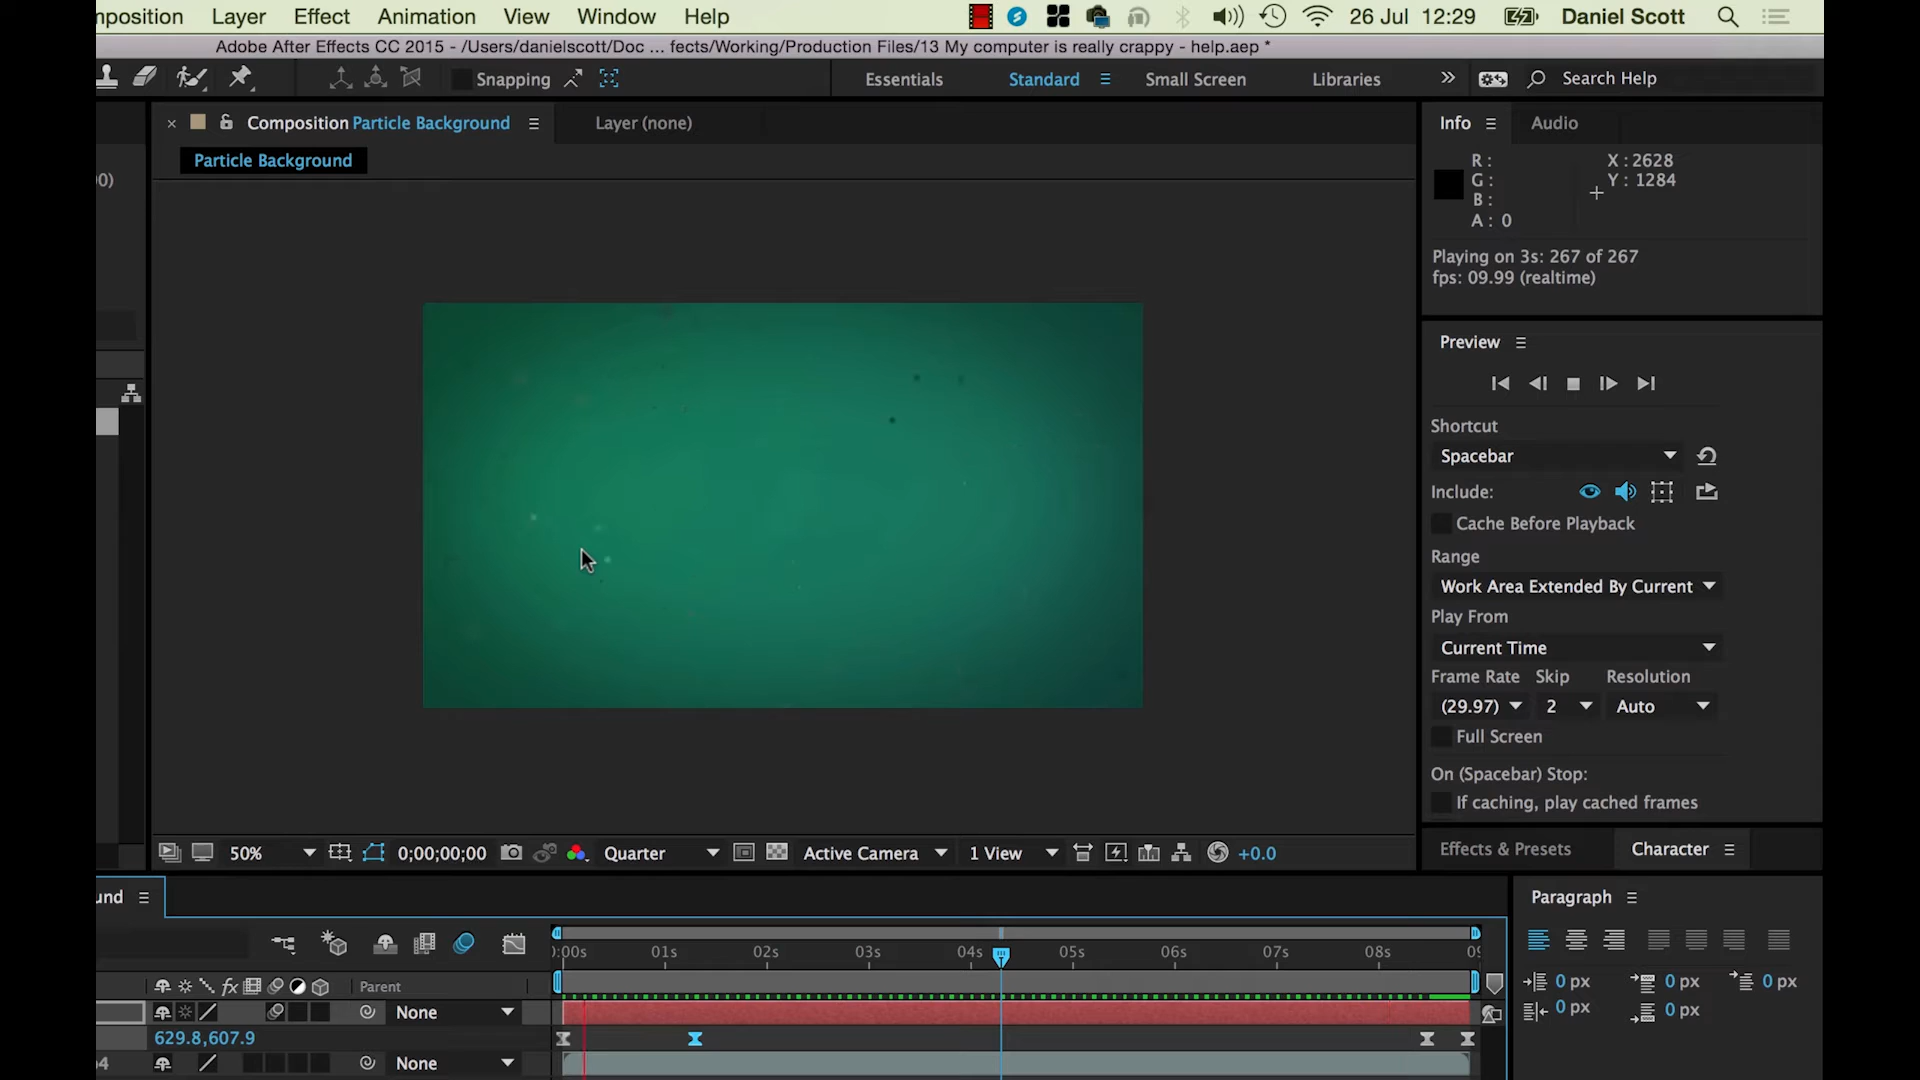 mposition Layer Effect Animation View Window Help 26 Jul 12:29 Daniel Scott
Adobe After Effects CC 2015 - /Users/danielscott/Doc ... fects/Working/Production Files/13 My computer is really crappy - help.aep *
Snapping Essentials Standard Small Screen Libraries Search Help
Composition Particle Background Layer (none) Info Audio
Particle Background
0)
R :
G :
B :
A : 0
X : 2628
Y : 1284
Playing on 3s: 267 of 267
fps: 09.99 (realtime)
Preview
Shortcut
Spacebar
Include:
Cache Before Playback
Range
Work Area Extended By Current
Play From
Current Time
Frame Rate Skip Resolution
(29.97) 2 Auto
Full Screen
On (Spacebar) Stop:
If caching, play cached frames
50% 0;00;00;00 Quarter Active Camera 1 View +0.0
Effects & Presets Character
und
Paragraph
0 px 0 px 0 px
0 px 0 px
:00s 01s 02s 03s 04s 05s 06s 07s 08s 09
fx Parent
None
629.8,607.9
p4 None